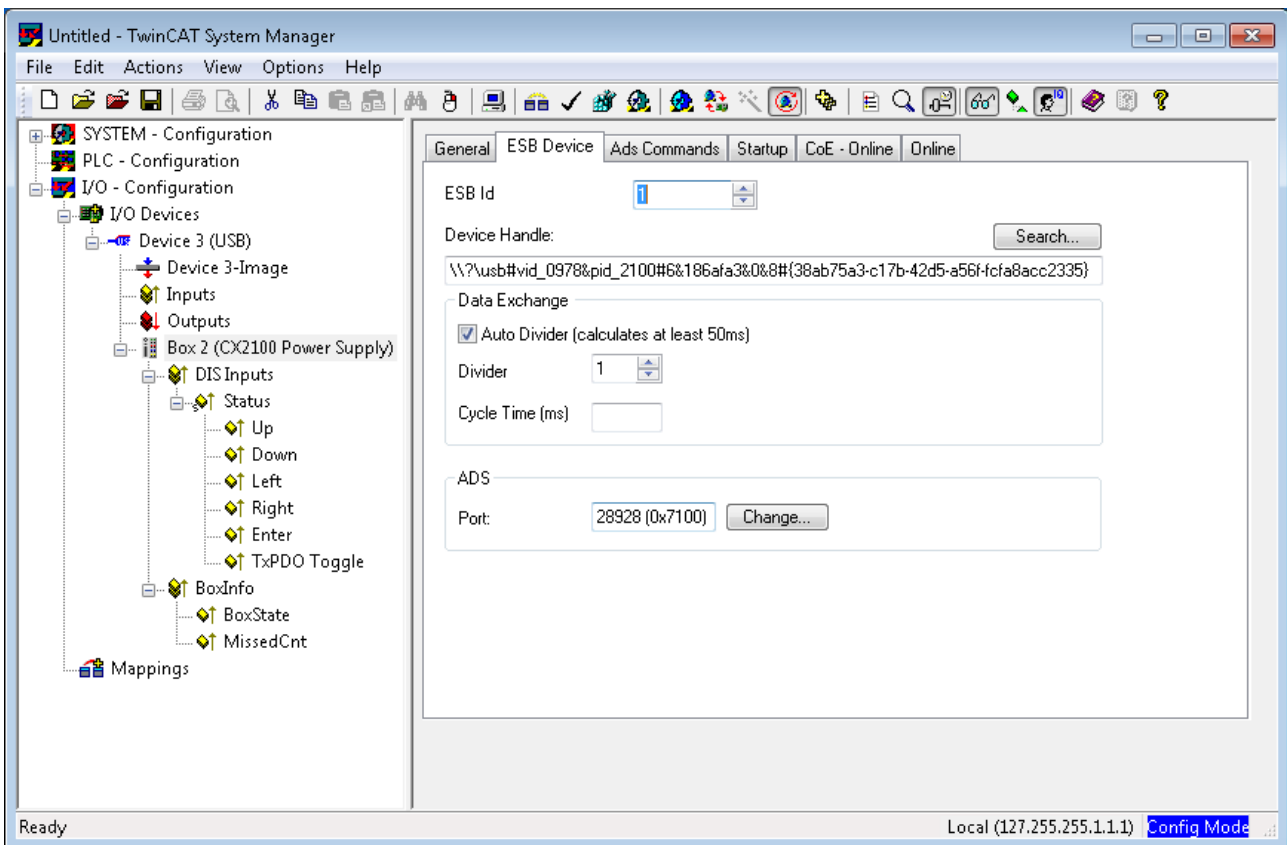 Untitled - TwinCAT System Manager
File Edit Actions View Options Help
SYSTEM - Configuration
PLC - Configuration
I/O - Configuration
I/O Devices
Device 3 (USB)
Device 3-Image
Inputs
Outputs
Box 2 (CX2100 Power Supply)
DIS Inputs
Status
Up
Down
Left
Right
Enter
TxPDO Toggle
BoxInfo
BoxState
MissedCnt
Mappings
General ESB Device Ads Commands Startup CoE - Online Online
ESB Id 1
Device Handle: Search...
\\?\usb#vid_0978&pid_2100#6&186afa3&0&8#{38ab75a3-c17b-42d5-a56f-fcfa8acc2335}
Data Exchange
Auto Divider (calculates at least 50ms)
Divider 1
Cycle Time (ms)
ADS
Port: 28928 (0x7100) Change...
Ready Local (127.255.255.1.1.1) Config Mode